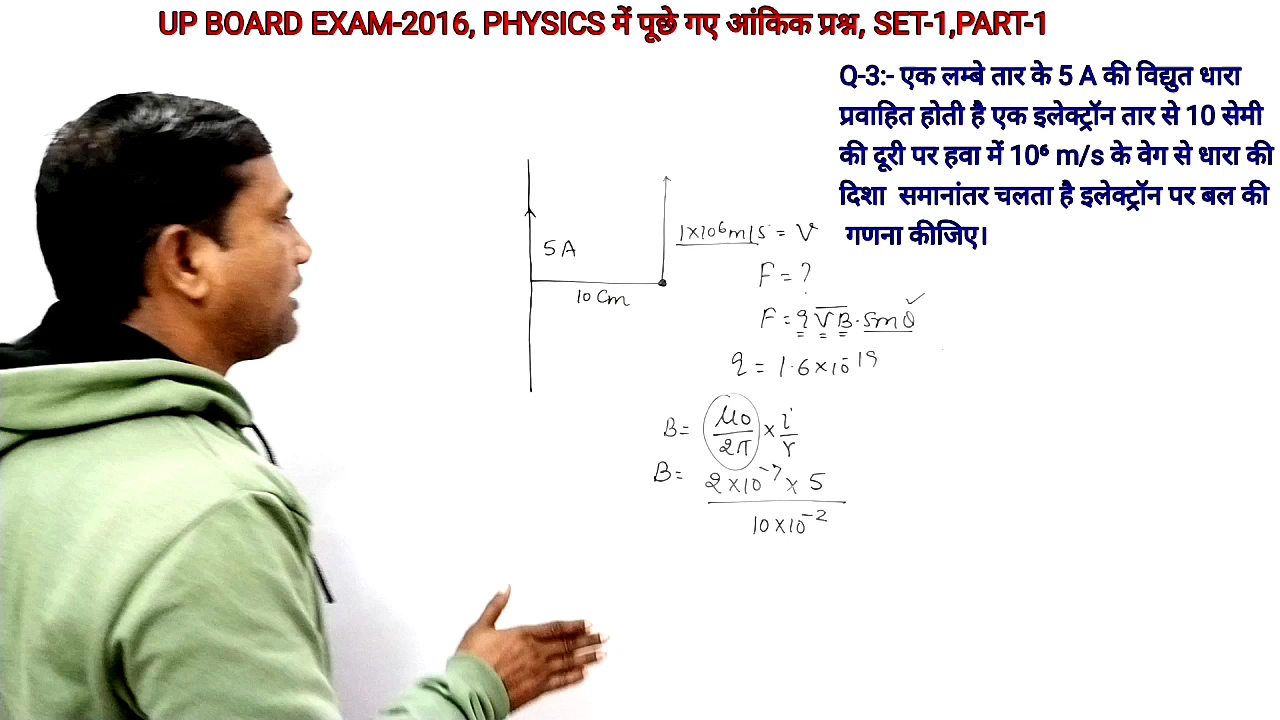 UP BOARD EXAM-2016, PHYSICS में पूछे गए आंकिक प्रश्न, SET-1,PART-1
Q-3:- एक लम्बे तार के 5 A की विद्युत धारा
प्रवाहित होती है एक इलेक्ट्रॉन तार से 10 सेमी
की दूरी पर हवा में 10⁶ m/s के वेग से धारा की
दिशा समानांतर चलता है इलेक्ट्रॉन पर बल की
गणना कीजिए।
5A
10 Cm
1×10⁶m/s = V
F = ?
F = qVB·sinθ ✓
q = 1.6×10⁻¹⁹
B = μ0/2π × i/r
B = 2×10⁻⁷ × 5
10×10⁻²